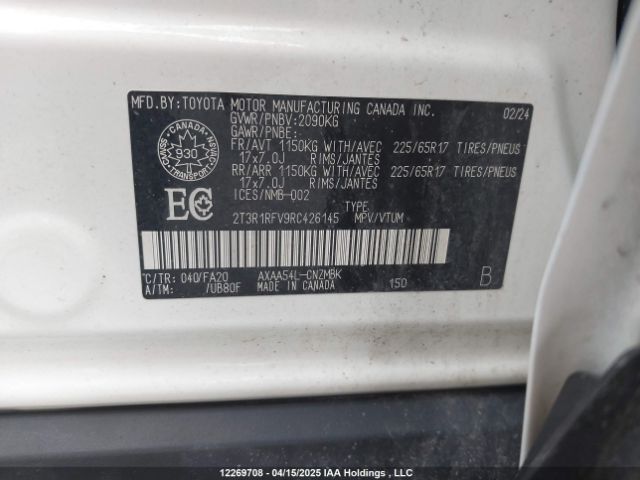 MFD.BY:TOYOTA MOTOR MANUFACTURING CANADA INC. 02/24
GVWR/PNBV:2090KG
GAWR/PNBE:
FR/AVT 1150KG WITH/AVEC 225/65R17 TIRES/PNEUS
17x7.0J RIMS/JANTES
RR/ARR 1150KG WITH/AVEC 225/65R17 TIRES/PNEUS
17x7.0J RIMS/JANTES
ICES/NMB-002
CANADA
930
TRANSPORT
EC
TYPE
2T3R1RFV9RC426145 MPV/VTUM
C/TR: 040/FA20 AXAA54L-CNZMBK 150 B
A/TM: /UB80F MADE IN CANADA
12269708 - 04/15/2025 IAA Holdings, LLC